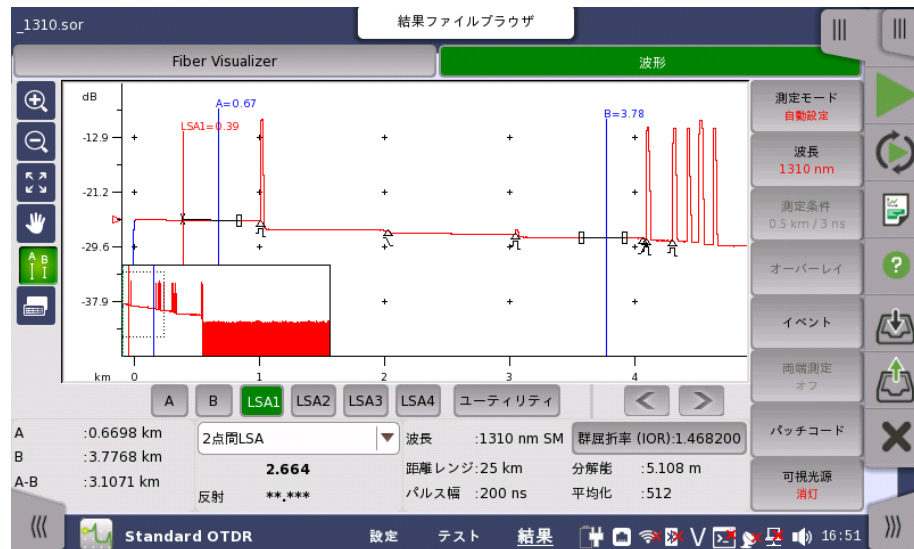 _1310.sor
結果ファイルブラウザ
Fiber Visualizer
波形
dB
A=0.67
LSA1=0.39
B=3.78
-12.9
-21.2
-29.6
-37.9
km 0 1 2 3 4
測定モード
自動設定
波長
1310 nm
測定条件
0.5 km / 3 ns
オーバーレイ
イベント
両端測定
オフ
パッチコード
可視光源
消灯
A B LSA1 LSA2 LSA3 LSA4 ユーティリティ < >
A :0.6698 km
B :3.7768 km
A-B :3.1071 km
2点間LSA
2.664
反射 **.***
波長 :1310 nm SM
群屈折率 (IOR):1.468200
距離レンジ:25 km
分解能 :5.108 m
パルス幅 :200 ns
平均化 :512
Standard OTDR
設定
テスト
結果
16:51